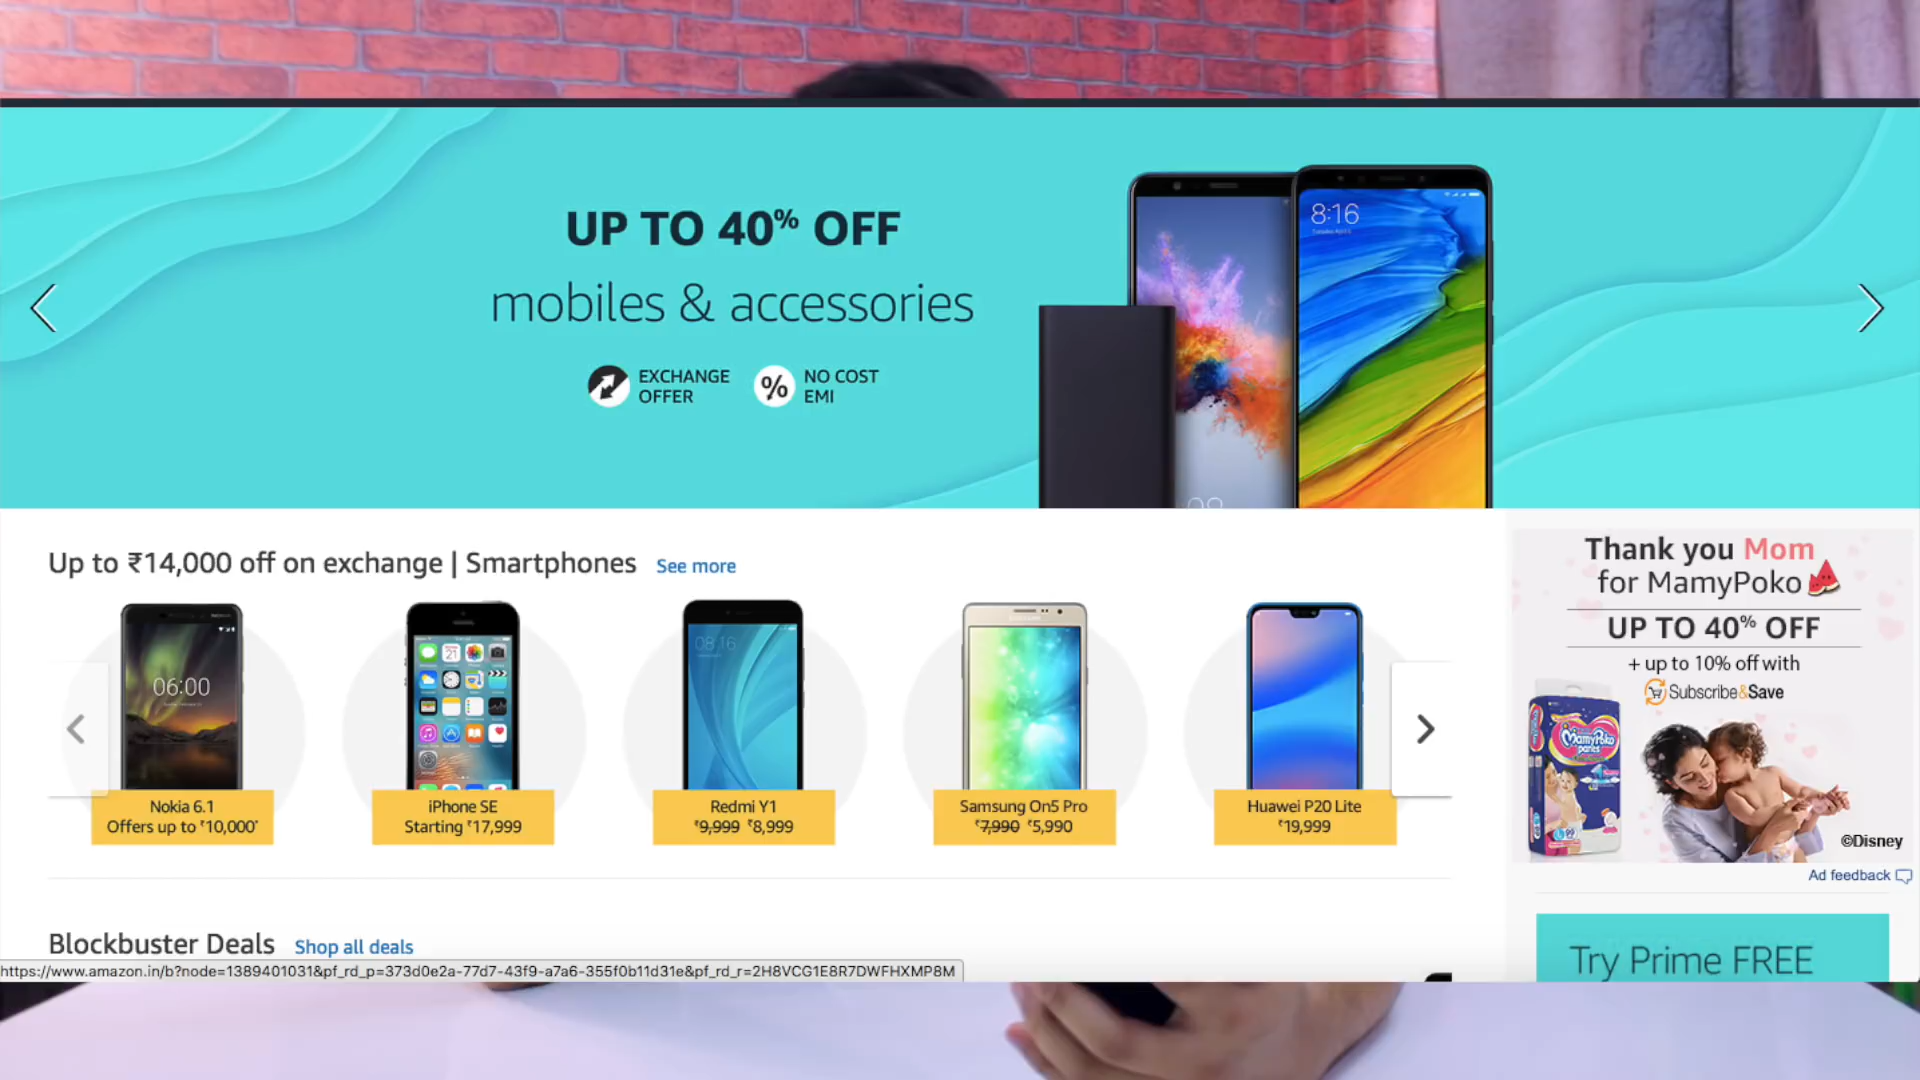 UP TO 40% OFF
mobiles & accessories
EXCHANGE OFFER
NO COST EMI
8:16
Up to ₹14,000 off on exchange | Smartphones See more
06:00
08:16
Nokia 6.1
Offers up to ₹10,000*
iPhone SE
Starting ₹17,999
Redmi Y1
₹9,999 ₹8,999
Samsung On5 Pro
₹7,990 ₹5,990
Huawei P20 Lite
₹19,999
Thank you Mom
for MamyPoko
UP TO 40% OFF
+ up to 10% off with
Subscribe & Save
MamyPoko
pants
©Disney
Ad feedback
Blockbuster Deals Shop all deals
Try Prime FREE
https://www.amazon.in/b?node=1389401031&pf_rd_p=373d0e2a-77d7-43f9-a7a6-355f0b11d31e&pf_rd_r=2H8VCG1E8R7DWFHXMP8M